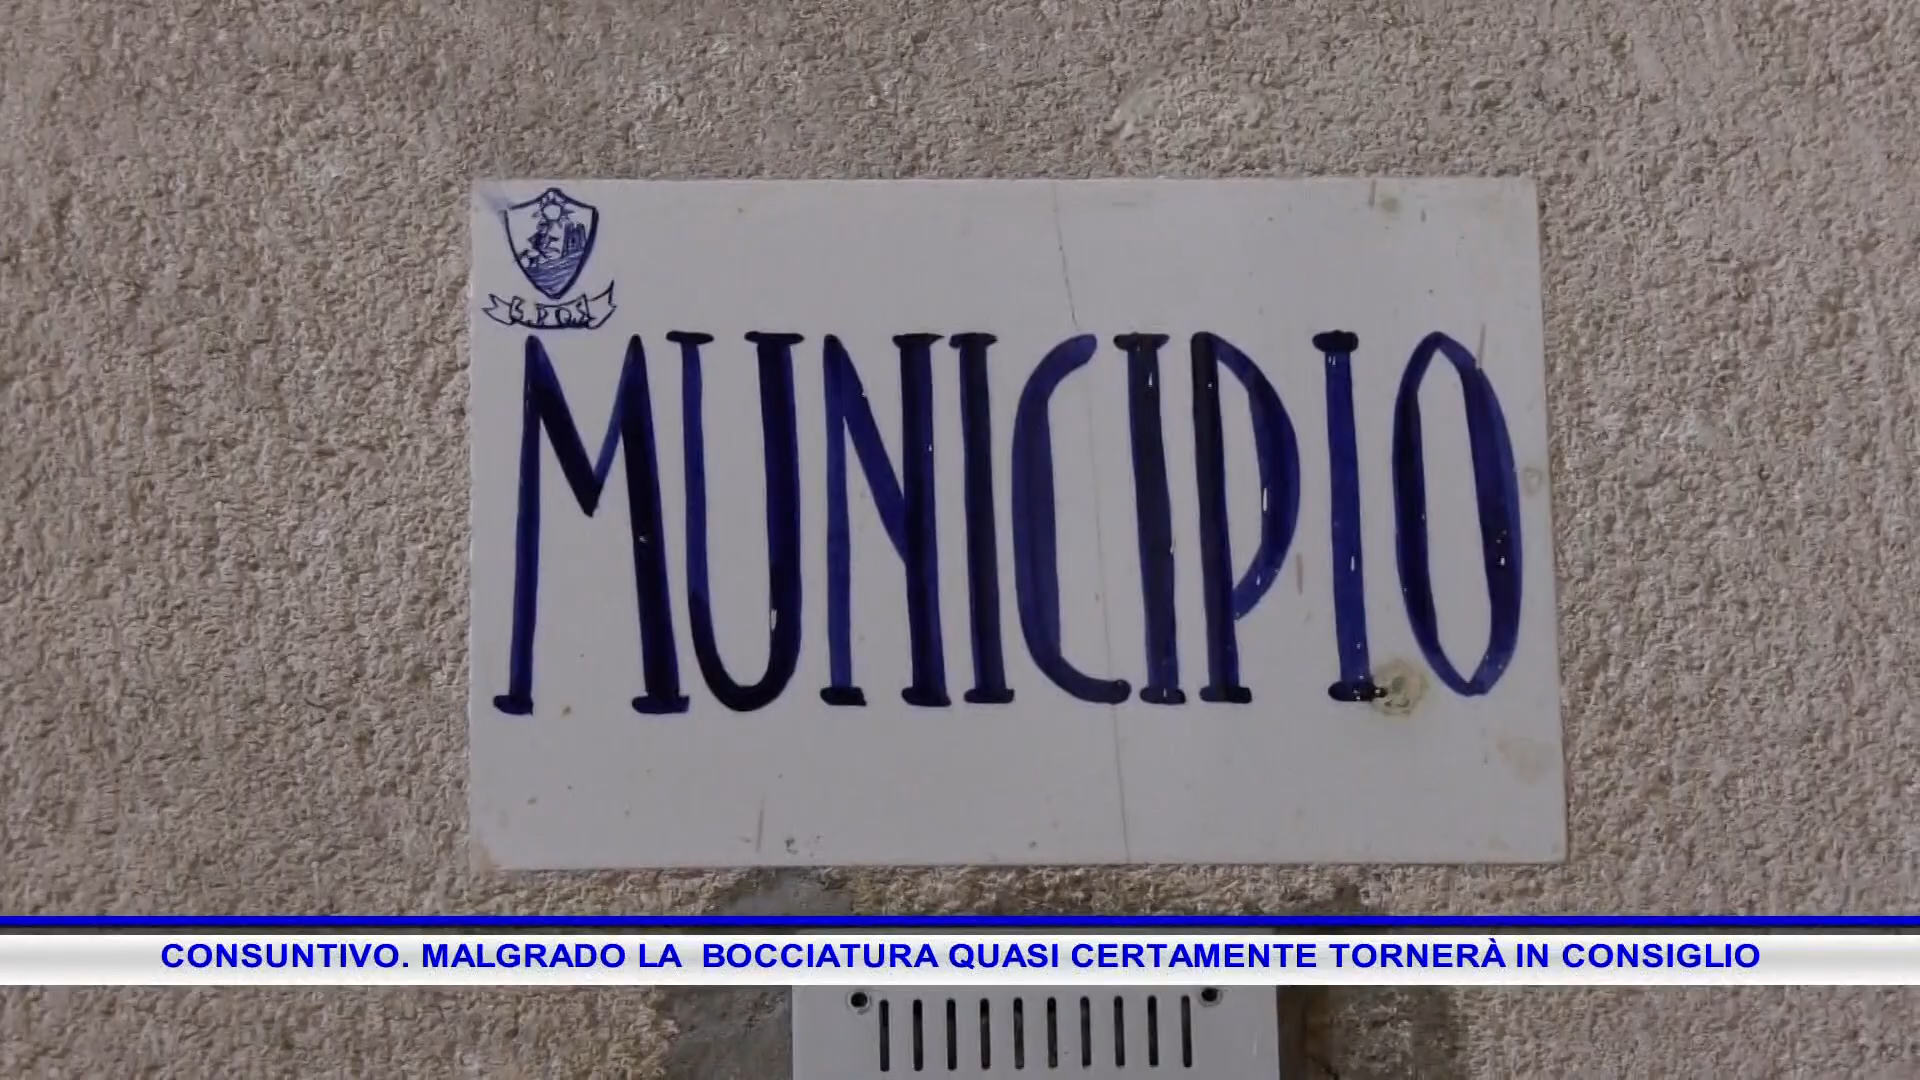 S.P.Q.S
MUNICIPIO
CONSUNTIVO. MALGRADO LA BOCCIATURA QUASI CERTAMENTE TORNERÀ IN CONSIGLIO